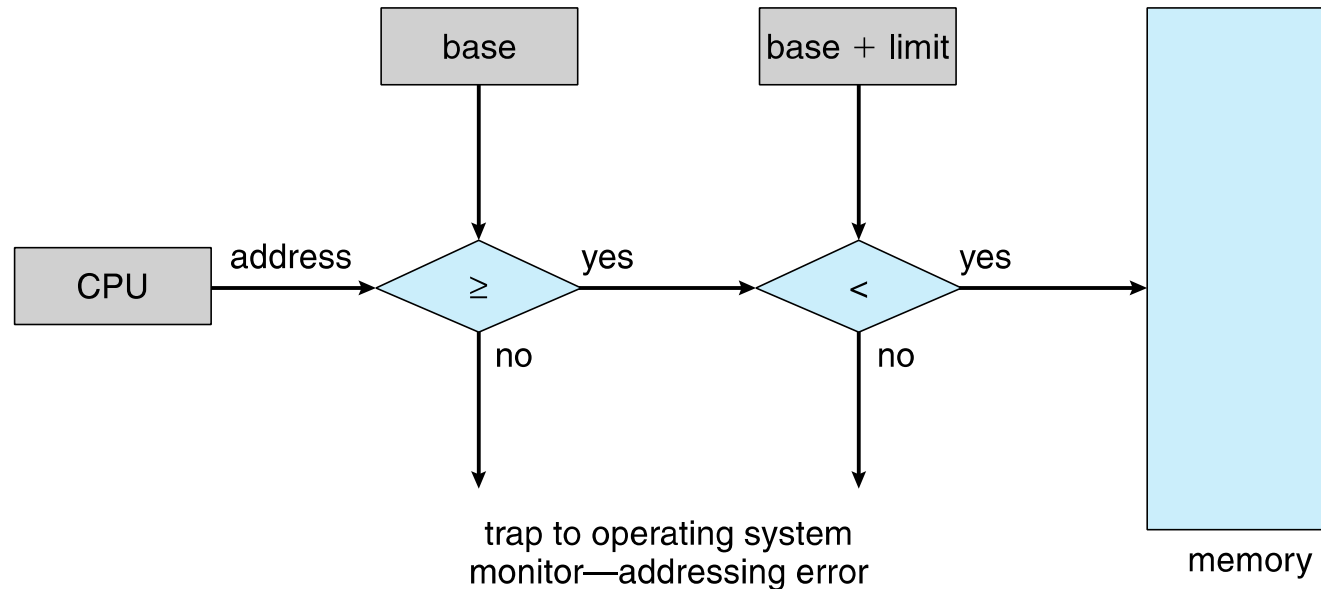 base
base + limit
CPU
address
≥
yes
<
yes
no
no
trap to operating system
monitor—addressing error
memory